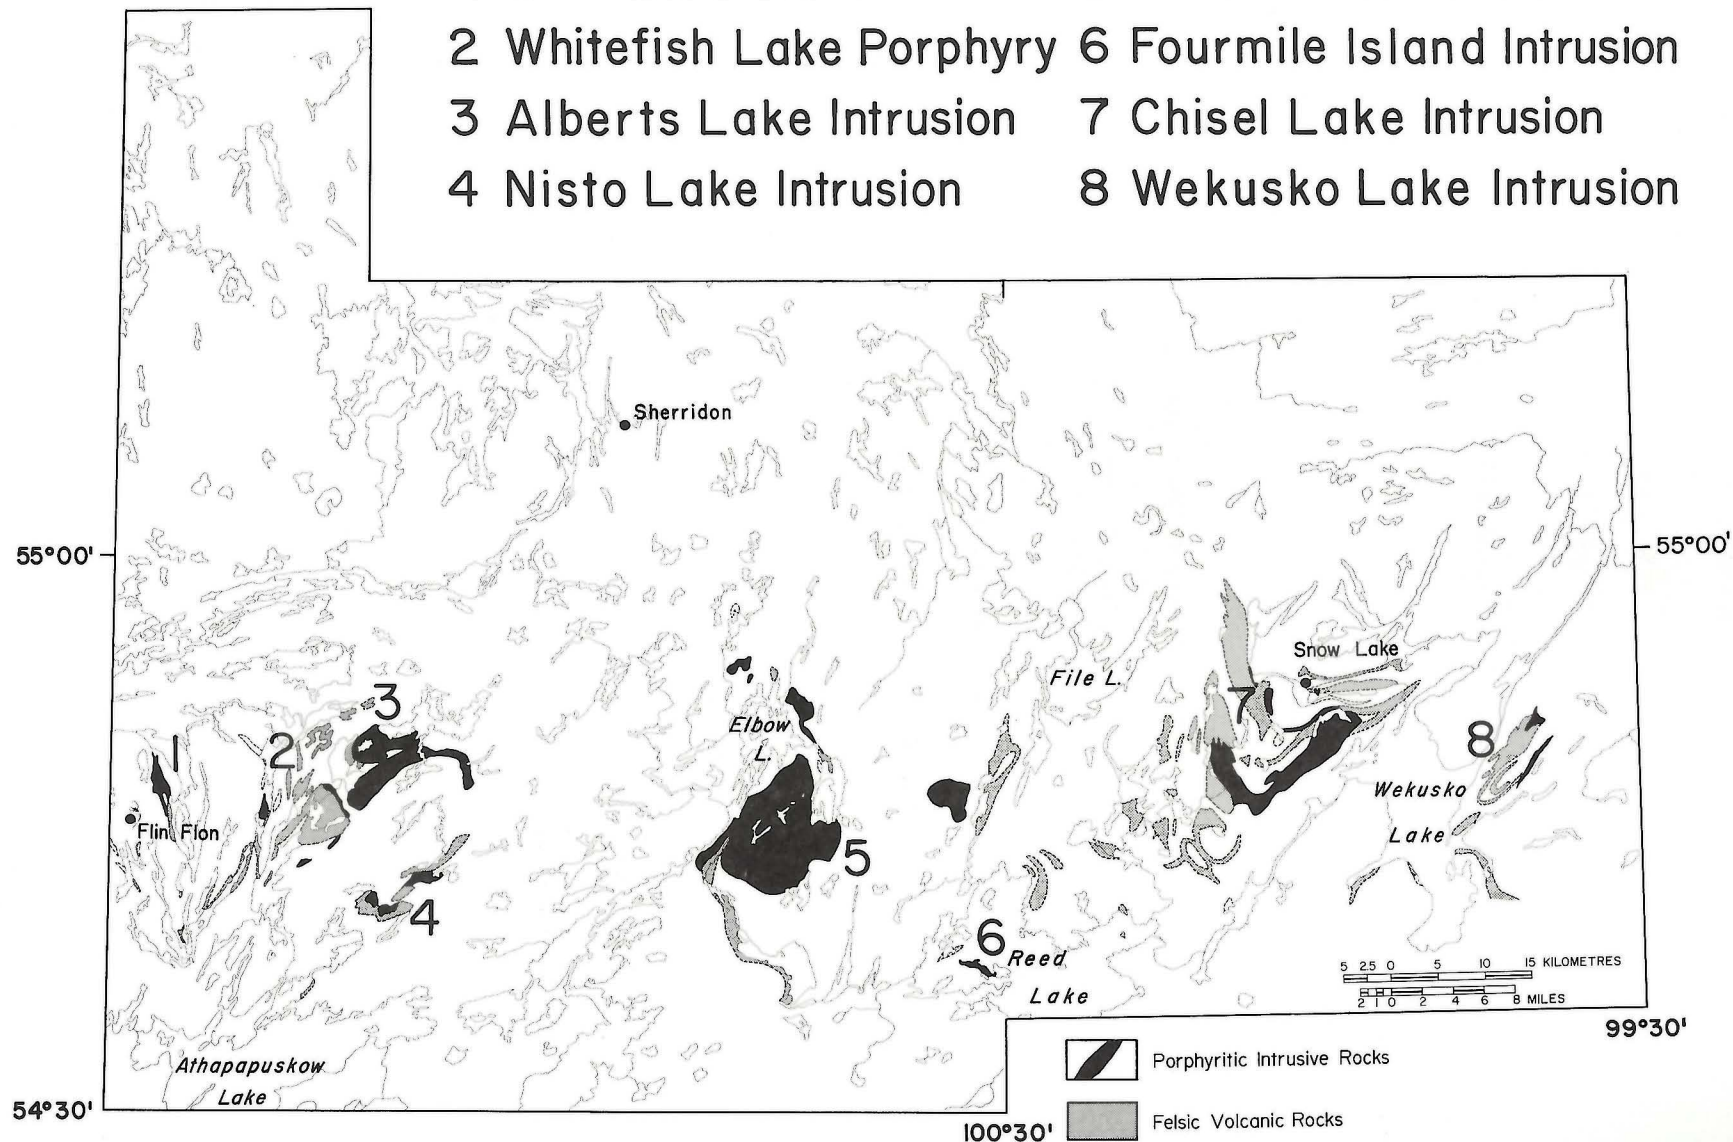 2 Whitefish Lake Porphyry 6 Fourmile Island Intrusion
3 Alberts Lake Intrusion 7 Chisel Lake Intrusion
4 Nisto Lake Intrusion 8 Wekusko Lake Intrusion
Sherridon
55°00'
55°00'
Snow Lake
File L.
3
7
Elbow
L.
1
2
8
Wekusko
Lake
Flin Flon
5
4
6
Reed
Lake
5 2.5 0 5 10 15 KILOMETRES
2 1 0 2 4 6 8 MILES
99°30'
Athapapuskow
Lake
Porphyritic Intrusive Rocks
54°30'
100°30'
Felsic Volcanic Rocks